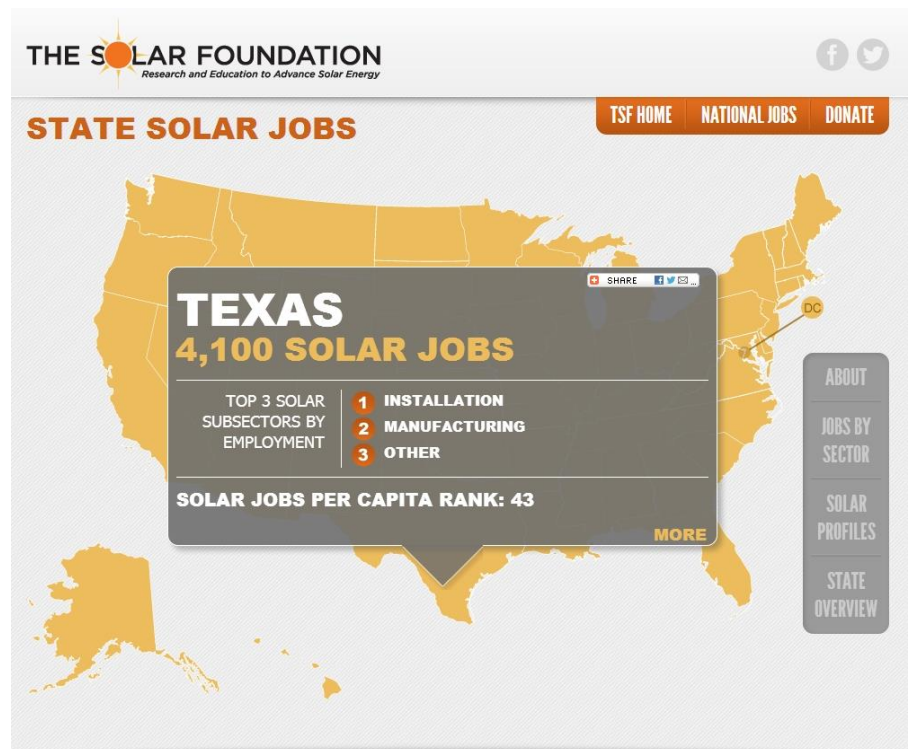 THE SOLAR FOUNDATION
Research and Education to Advance Solar Energy
STATE SOLAR JOBS
TSF HOME NATIONAL JOBS DONATE
SHARE
TEXAS
4,100 SOLAR JOBS
TOP 3 SOLAR
SUBSECTORS BY
EMPLOYMENT
1 INSTALLATION
2 MANUFACTURING
3 OTHER
SOLAR JOBS PER CAPITA RANK: 43
MORE
DC
ABOUT
JOBS BY
SECTOR
SOLAR
PROFILES
STATE
OVERVIEW